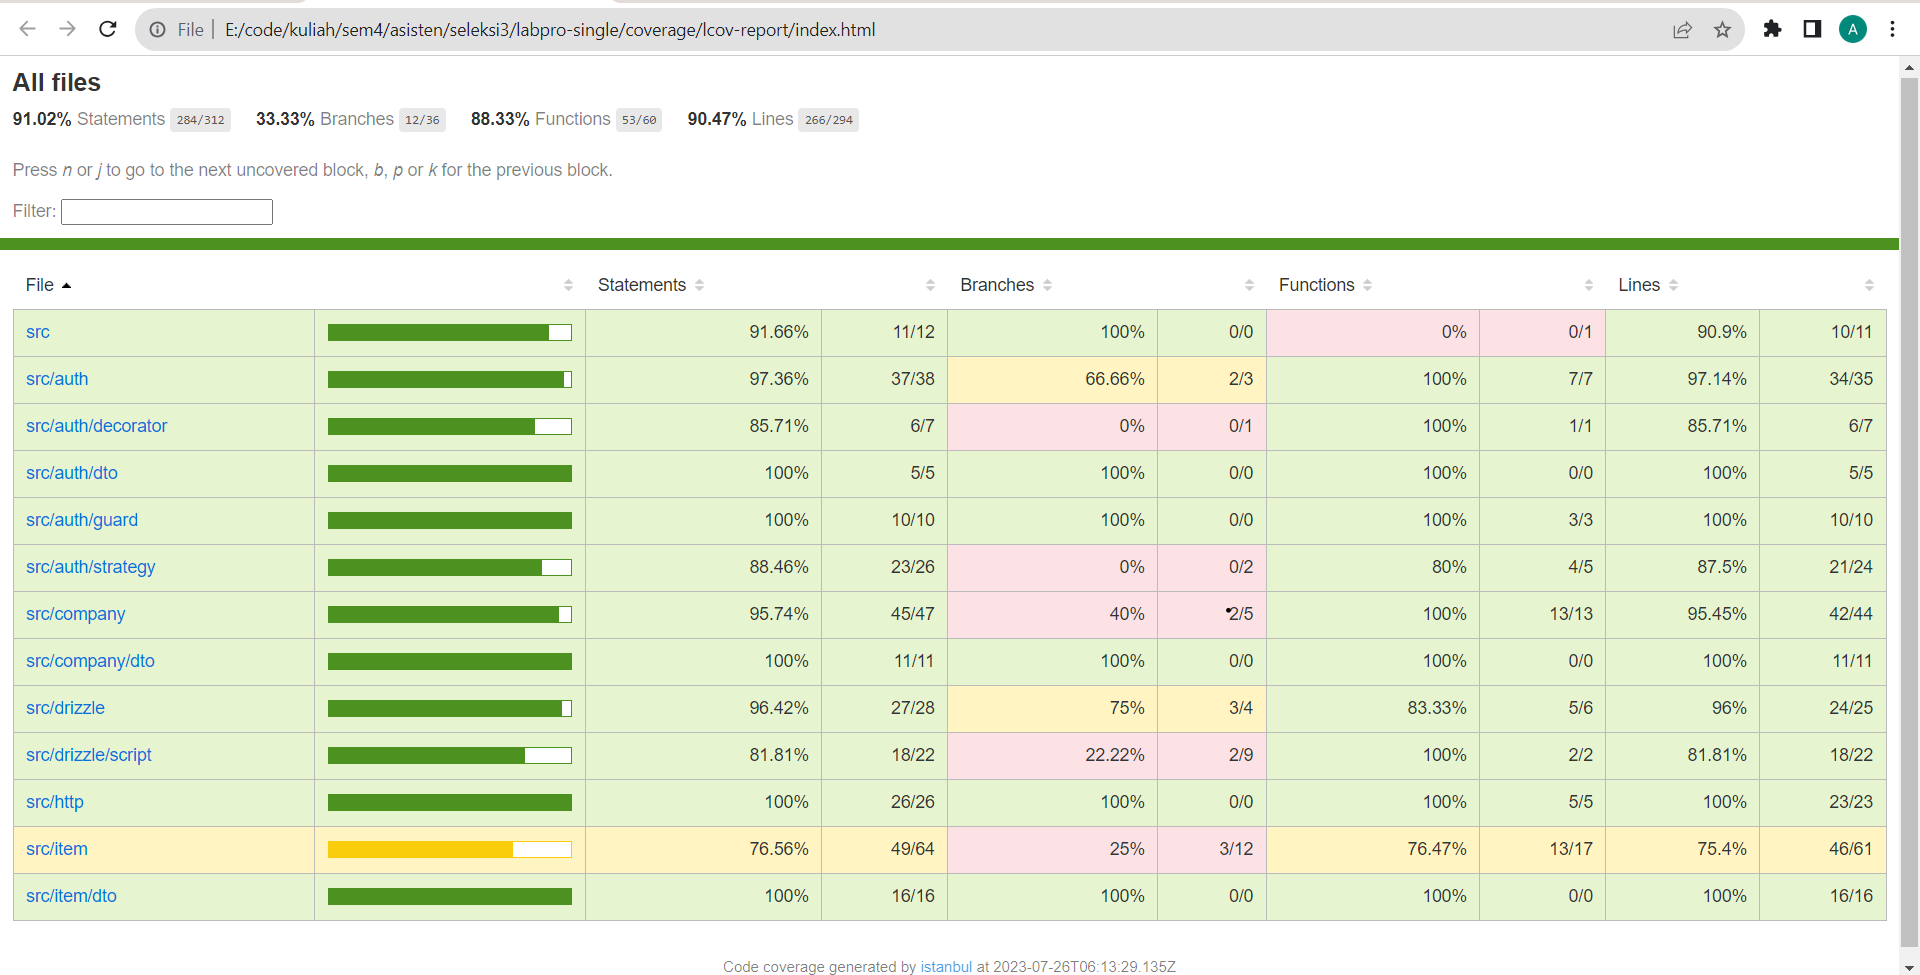 File E:/code/kuliah/sem4/asisten/seleksi3/labpro-single/coverage/lcov-report/index.html A
All files
91.02% Statements 284/312 33.33% Branches 12/36 88.33% Functions 53/60 90.47% Lines 266/294
Press n or j to go to the next uncovered block, b, p or k for the previous block.
Filter:
File Statements Branches Functions Lines
src 91.66% 11/12 100% 0/0 0% 0/1 90.9% 10/11
src/auth 97.36% 37/38 66.66% 2/3 100% 7/7 97.14% 34/35
src/auth/decorator 85.71% 6/7 0% 0/1 100% 1/1 85.71% 6/7
src/auth/dto 100% 5/5 100% 0/0 100% 0/0 100% 5/5
src/auth/guard 100% 10/10 100% 0/0 100% 3/3 100% 10/10
src/auth/strategy 88.46% 23/26 0% 0/2 80% 4/5 87.5% 21/24
src/company 95.74% 45/47 40% 2/5 100% 13/13 95.45% 42/44
src/company/dto 100% 11/11 100% 0/0 100% 0/0 100% 11/11
src/drizzle 96.42% 27/28 75% 3/4 83.33% 5/6 96% 24/25
src/drizzle/script 81.81% 18/22 22.22% 2/9 100% 2/2 81.81% 18/22
src/http 100% 26/26 100% 0/0 100% 5/5 100% 23/23
src/item 76.56% 49/64 25% 3/12 76.47% 13/17 75.4% 46/61
src/item/dto 100% 16/16 100% 0/0 100% 0/0 100% 16/16
Code coverage generated by istanbul at 2023-07-26T06:13:29.135Z